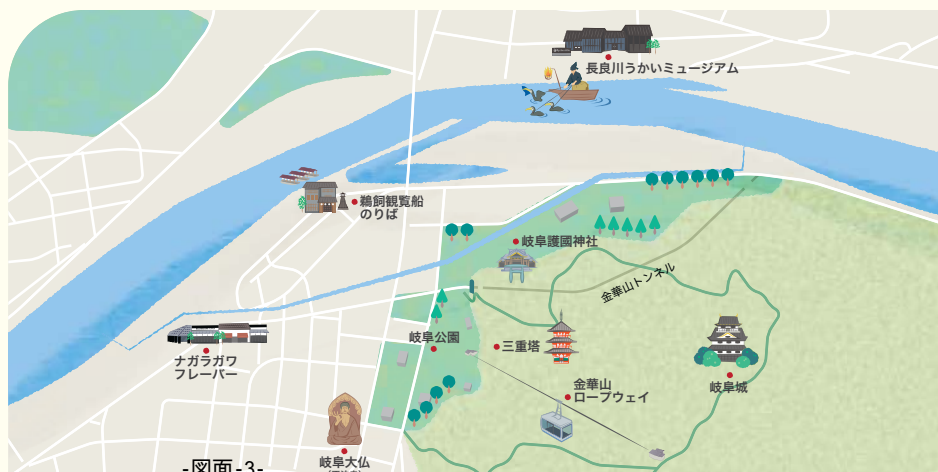 長良川うかいミュージアム
鵜飼観覧船
のりば
岐阜護國神社
金華山トンネル
岐阜公園
三重塔
ナガラガワ
フレーバー
金華山
ロープウェイ
岐阜城
岐阜大仏
-図面-3-